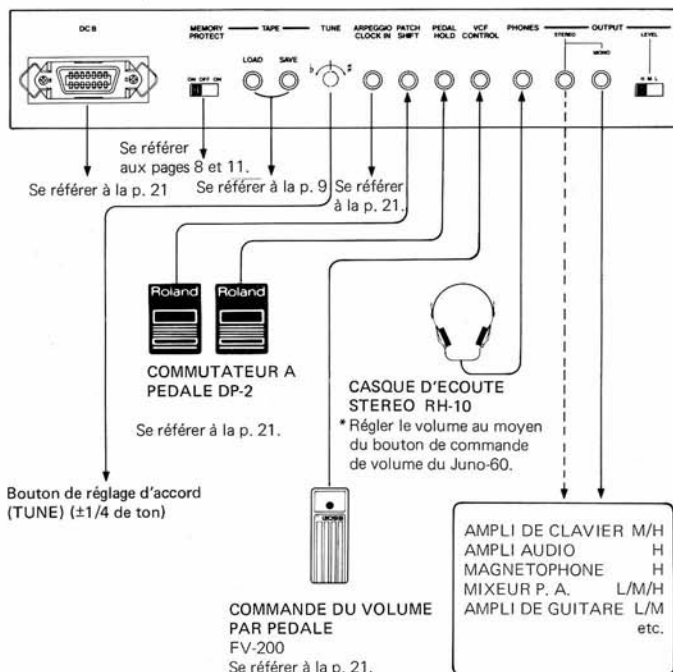 DCB
MEMORY PROTECT
TAPE
TUNE
ARPEGGIO CLOCK IN
PATCH SHIFT
PEDAL HOLD
VCF CONTROL
PHONES
OUTPUT
STEREO
MONO
LEVEL
LOAD
SAVE
♭
♯
ON OFF ON
H M L
Se référer
aux pages 8 et 11.
Se référer à la p. 21
Se référer à la p. 9
Se référer
à la p. 21.
Roland
Roland
COMMUTATEUR A
PEDALE DP-2
Se référer à la p. 21.
CASQUE D'ECOUTE
STEREO RH-10
* Régler le volume au moyen
du bouton de commande
de volume du Juno-60.
Bouton de réglage d'accord
(TUNE) (±1/4 de ton)
BOSS
COMMANDE DU VOLUME
PAR PEDALE
FV-200
Se référer à la p. 21.
AMPLI DE CLAVIER M/H
AMPLI AUDIO H
MAGNETOPHONE H
MIXEUR P. A. L/M/H
AMPLI DE GUITARE L/M
etc.